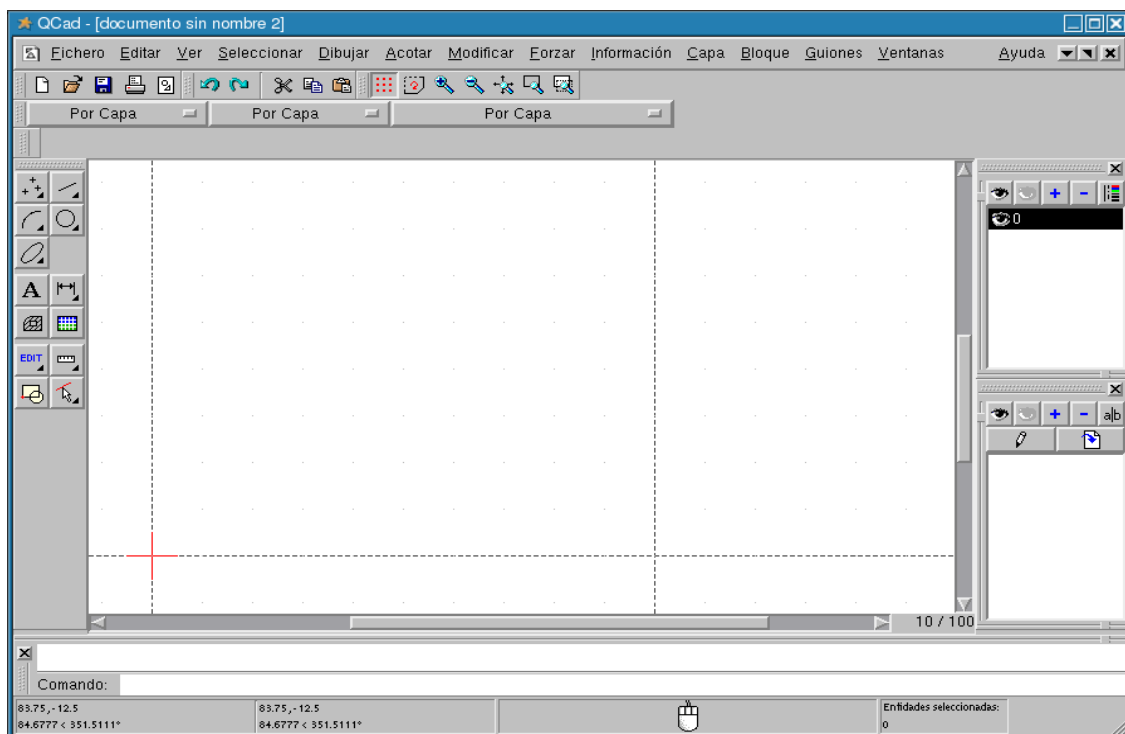 QCad - [documento sin nombre 2]
Fichero Editar Ver Seleccionar Dibujar Acotar Modificar Forzar Información Capa Bloque Guiones Ventanas Ayuda
Por Capa Por Capa Por Capa
0
A
EDIT
a|b
10 / 100
Comando:
83.75,-12.5 83.75,-12.5 Entidades seleccionadas:
84.6777 < 351.5111° 84.6777 < 351.5111° 0